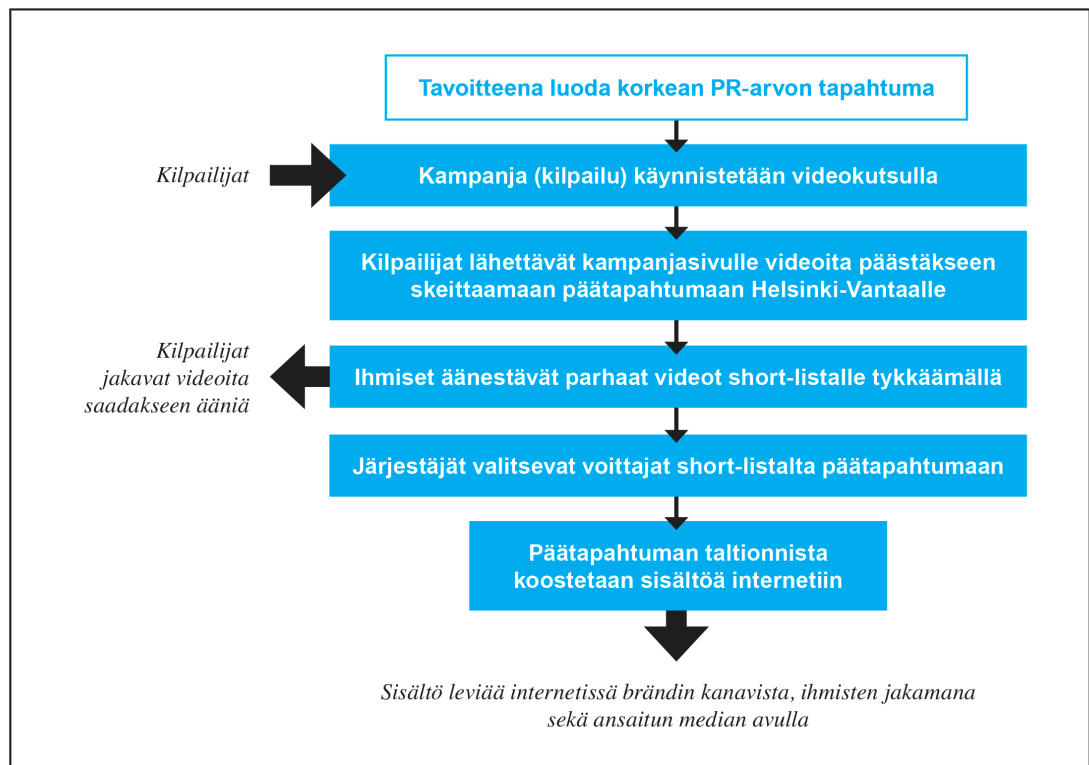 Tavoitteena luoda korkean PR-arvon tapahtuma
Kilpailijat
Kampanja (kilpailu) käynnistetään videokutsulla
Kilpailijat lähettävät kampanjasivulle videoita päästäkseen
skeittaamaan päätapahtumaan Helsinki-Vantaalle
Kilpailijat
jakavat videoita
saadakseen ääniä
Ihmiset äänestävät parhaat videot short-listalle tykkäämällä
Järjestäjät valitsevat voittajat short-listalta päätapahtumaan
Päätapahtuman taltionnista
koostetaan sisältöä internetiin
Sisältö leviää internetissä brändin kanavista, ihmisten jakamana
sekä ansaitun median avulla